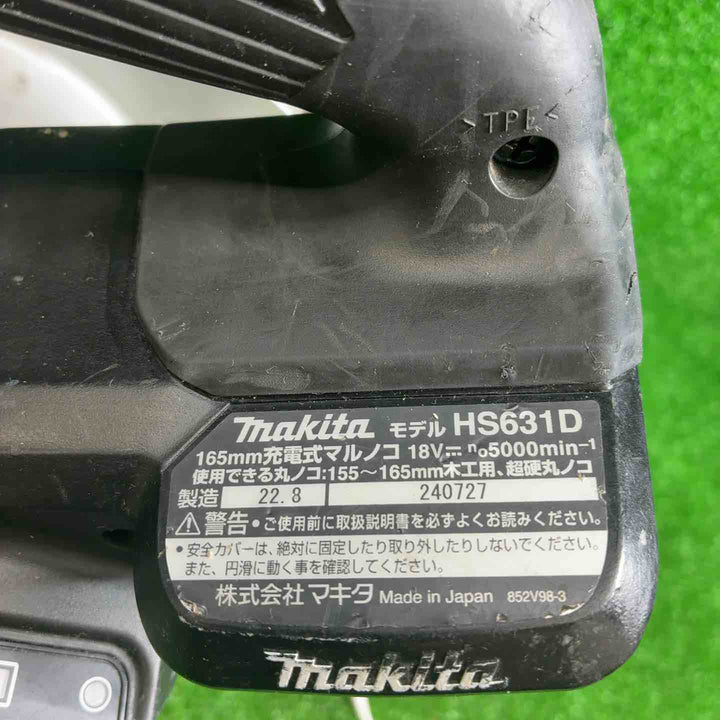 >TPE<
makita モデル HS631D
165mm充電式マルノコ 18V⎓ n₀5000min⁻¹
使用できる丸ノコ:155～165mm木工用、超硬丸ノコ
製造 22.8 240727
⚠警告・ご使用前に取扱説明書を必ずよくお読みください。
・安全カバーは、絶対に固定したり取り外したりしないでください。
また、円滑に動く事を確認してください。
株式会社 マキタ Made in Japan 852V98-3
makita